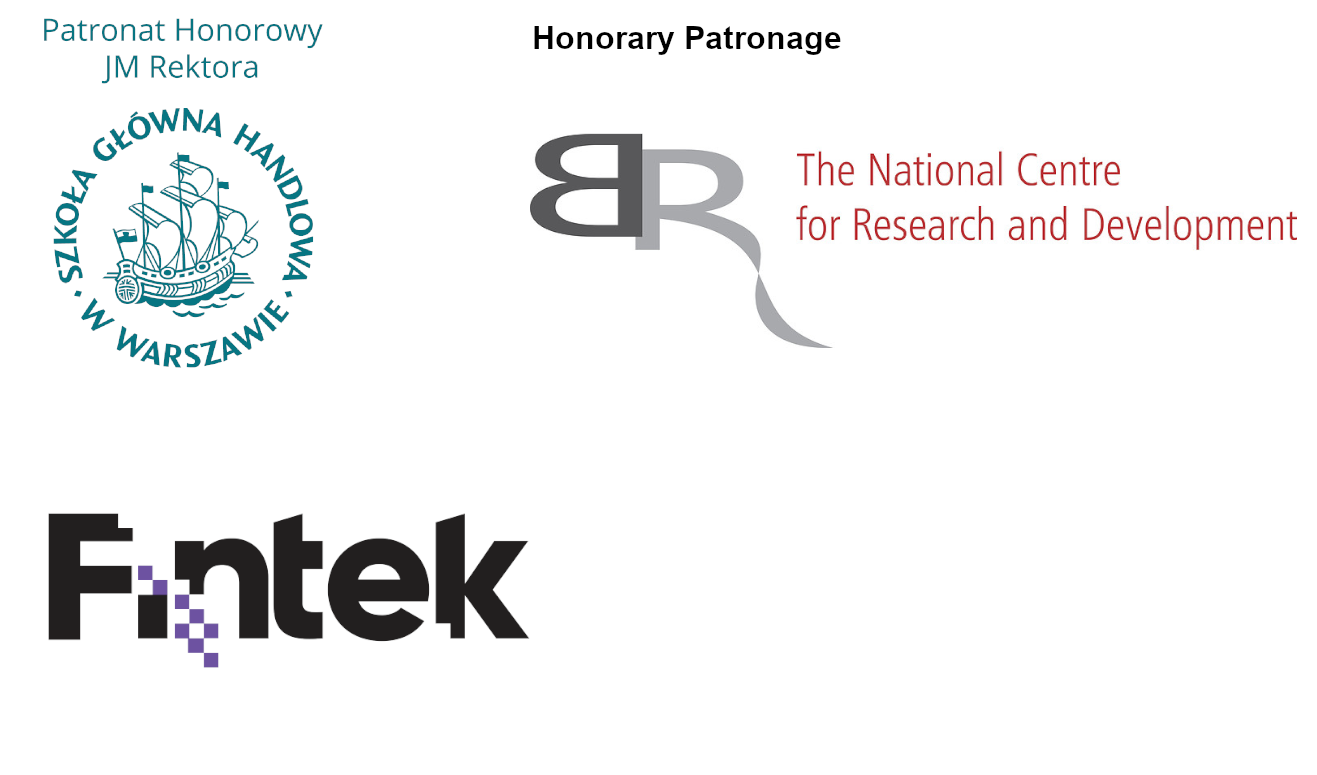 Patronat Honorowy
JM Rektora
SZKOŁA GŁÓWNA HANDLOWA
· W WARSZAWIE ·
Honorary Patronage
BR
The National Centre
for Research and Development
Fintek